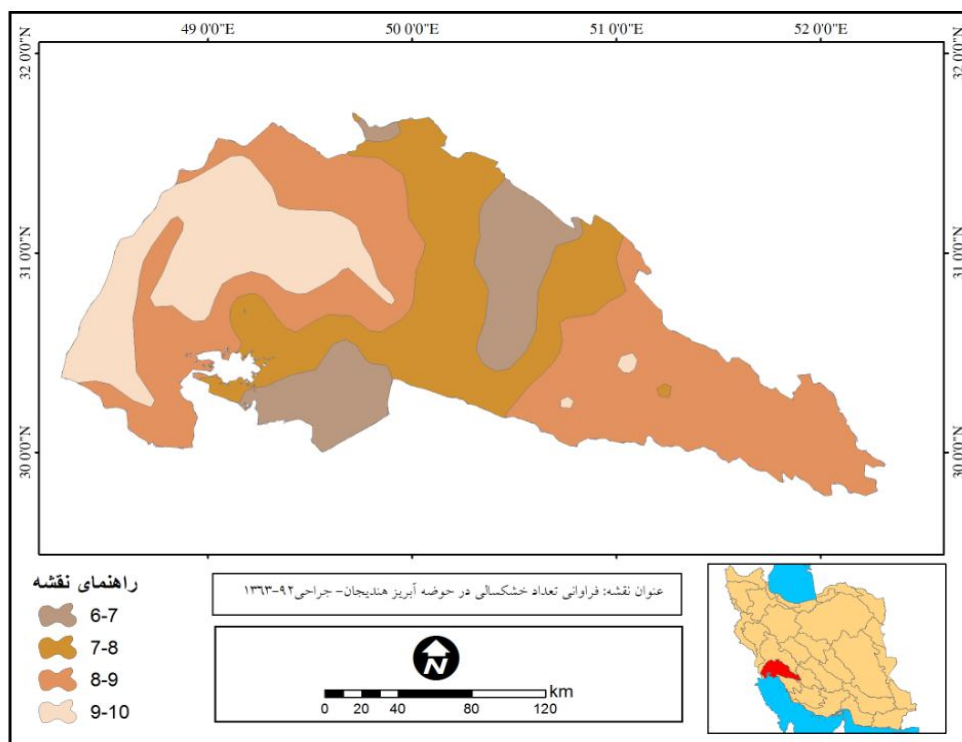 49 0'0"E
50 0'0"E
51 0'0"E
52 0'0"E
32 0'0"N
32 0'0"N
31 0'0"N
31 0'0"N
30 0'0"N
30 0'0"N
راهنمای نقشه
6-7
7-8
8-9
9-10
عنوان نقشه: فراوانی تعداد خشکسالی در حوضه آبریز هندیجان- جراحی۹۲-۱۳۶۳
N
km
0 20 40 80 120